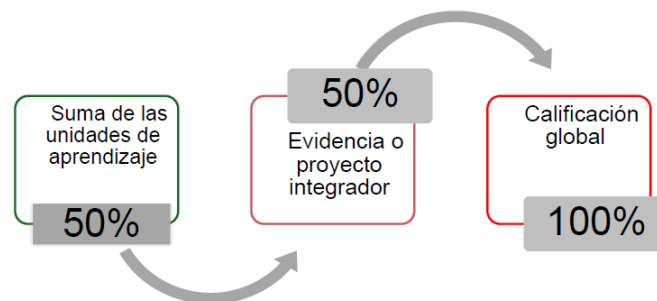 Suma de las
unidades de
aprendizaje
50%
50%
Evidencia o
proyecto
integrador
Calificación
global
100%